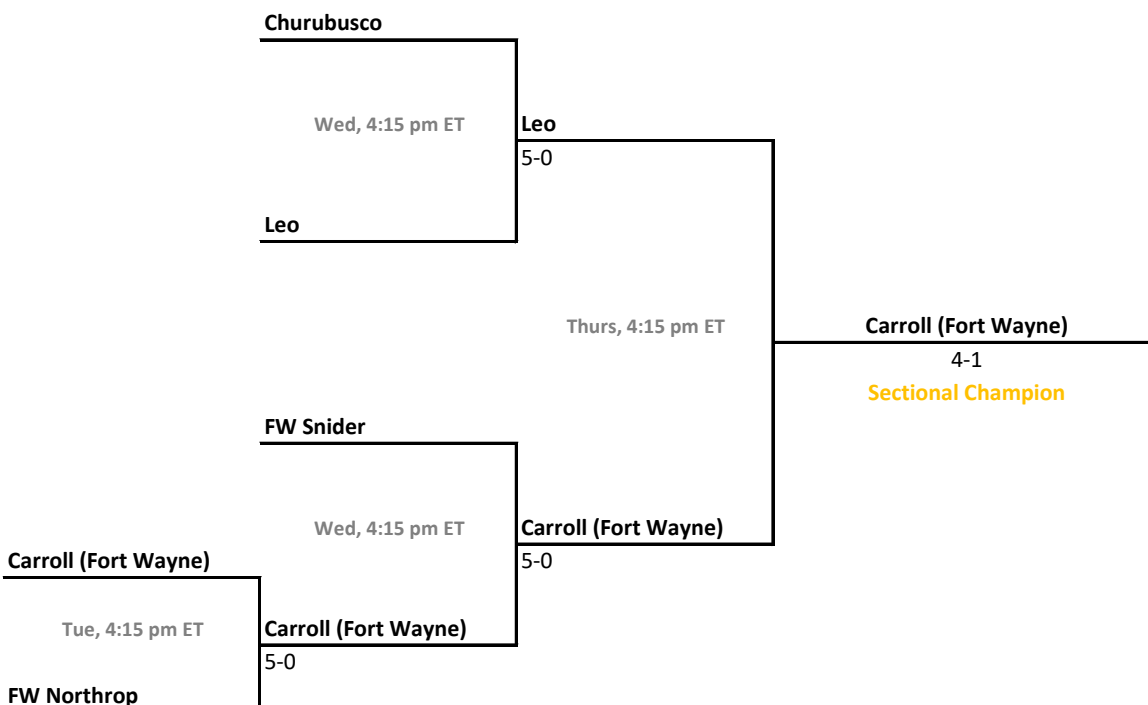 Churubusco
Wed, 4:15 pm ET
Leo
5-0
Leo
Thurs, 4:15 pm ET
Carroll (Fort Wayne)
4-1
Sectional Champion
FW Snider
Wed, 4:15 pm ET
Carroll (Fort Wayne)
5-0
Carroll (Fort Wayne)
Tue, 4:15 pm ET
Carroll (Fort Wayne)
5-0
FW Northrop